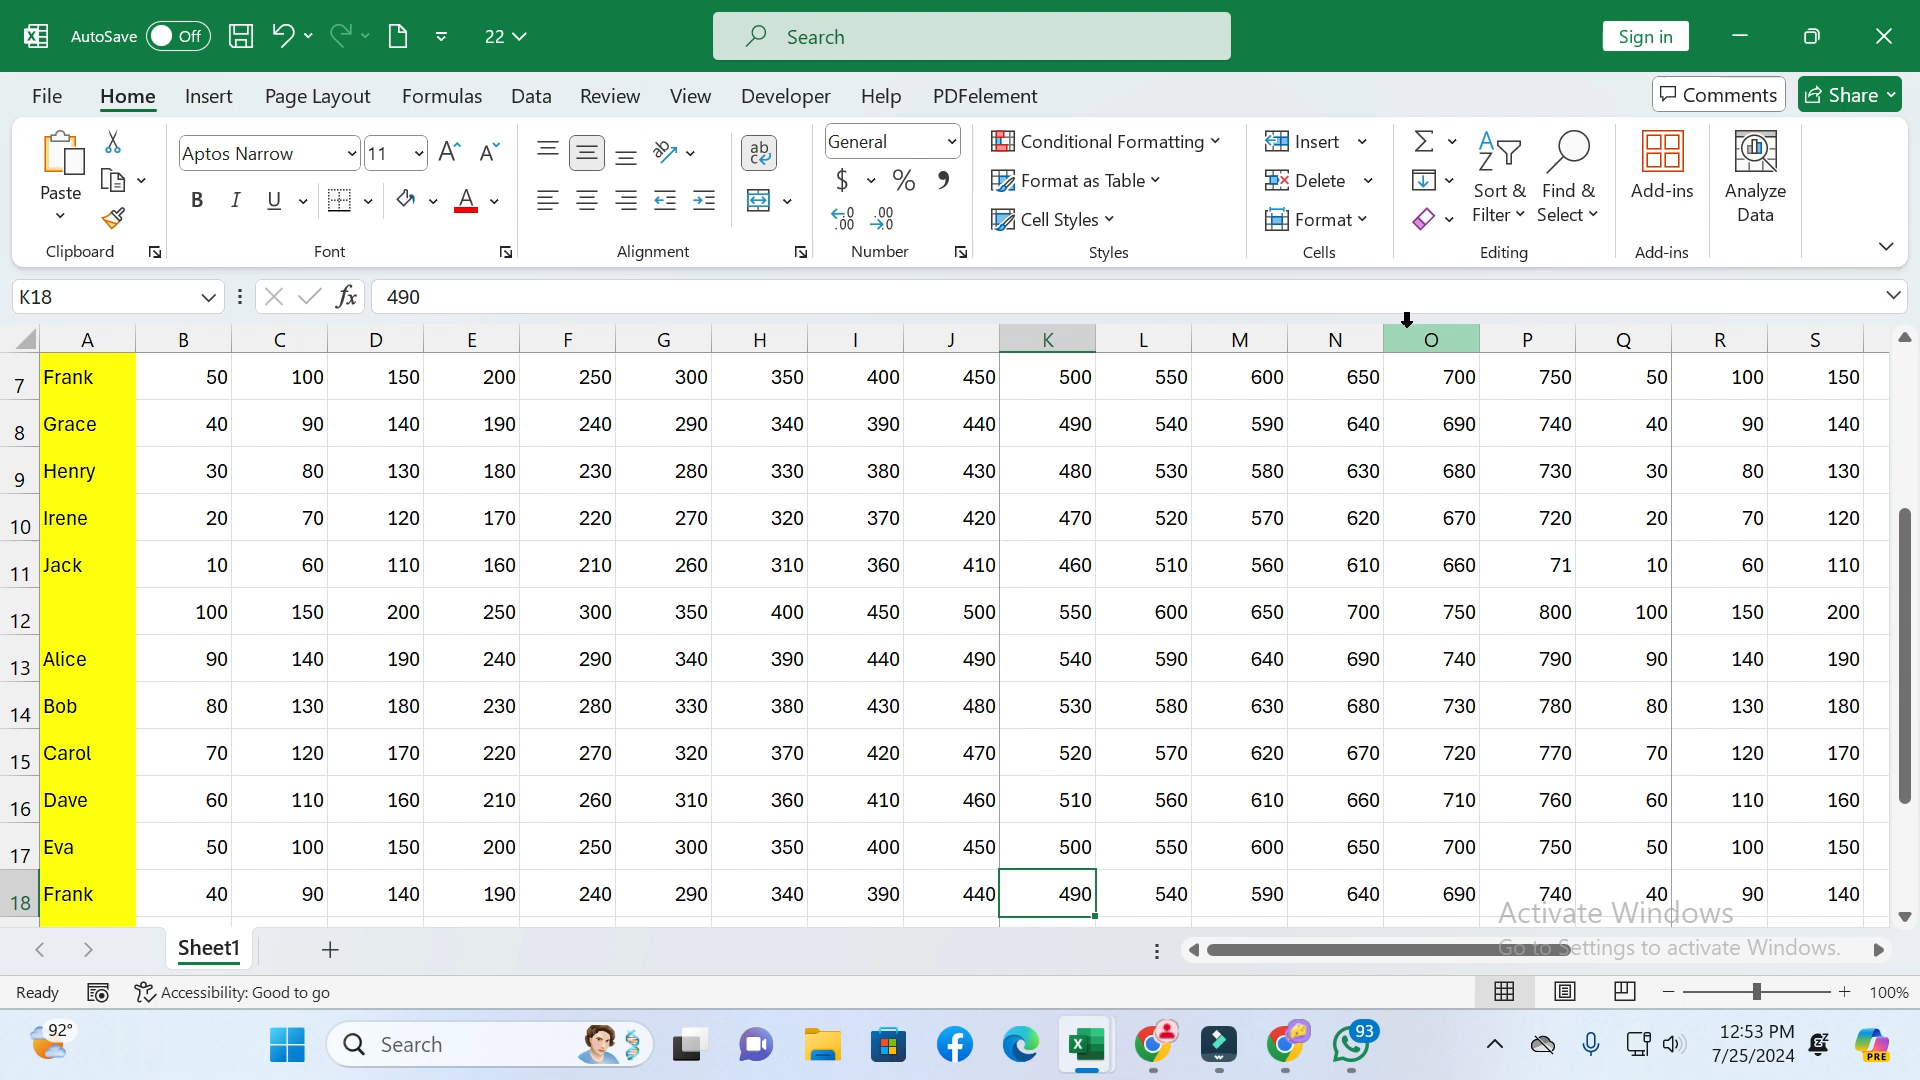 AutoSave Off 22 Search Sign in
File Home Insert Page Layout Formulas Data Review View Developer Help PDFelement Comments Share
Paste Aptos Narrow 11 General Conditional Formatting Insert Sort & Filter Find & Select Add-ins Analyze Data
B I U A ab $ % , Format as Table Delete
Cell Styles Format
Clipboard Font Alignment Number Styles Cells Editing Add-ins
K18 fx 490
A B C D E F G H I J K L M N O P Q R S
7 Frank 50 100 150 200 250 300 350 400 450 500 550 600 650 700 750 50 100 150
8 Grace 40 90 140 190 240 290 340 390 440 490 540 590 640 690 740 40 90 140
9 Henry 30 80 130 180 230 280 330 380 430 480 530 580 630 680 730 30 80 130
10 Irene 20 70 120 170 220 270 320 370 420 470 520 570 620 670 720 20 70 120
11 Jack 10 60 110 160 210 260 310 360 410 460 510 560 610 660 71 10 60 110
12 100 150 200 250 300 350 400 450 500 550 600 650 700 750 800 100 150 200
13 Alice 90 140 190 240 290 340 390 440 490 540 590 640 690 740 790 90 140 190
14 Bob 80 130 180 230 280 330 380 430 480 530 580 630 680 730 780 80 130 180
15 Carol 70 120 170 220 270 320 370 420 470 520 570 620 670 720 770 70 120 170
16 Dave 60 110 160 210 260 310 360 410 460 510 560 610 660 710 760 60 110 160
17 Eva 50 100 150 200 250 300 350 400 450 500 550 600 650 700 750 50 100 150
18 Frank 40 90 140 190 240 290 340 390 440 490 540 590 640 690 740 40 90 140
Activate Windows
Go to Settings to activate Windows.
Sheet1
Ready Accessibility: Good to go 100%
92° Search 93 12:53 PM
7/25/2024 PRE